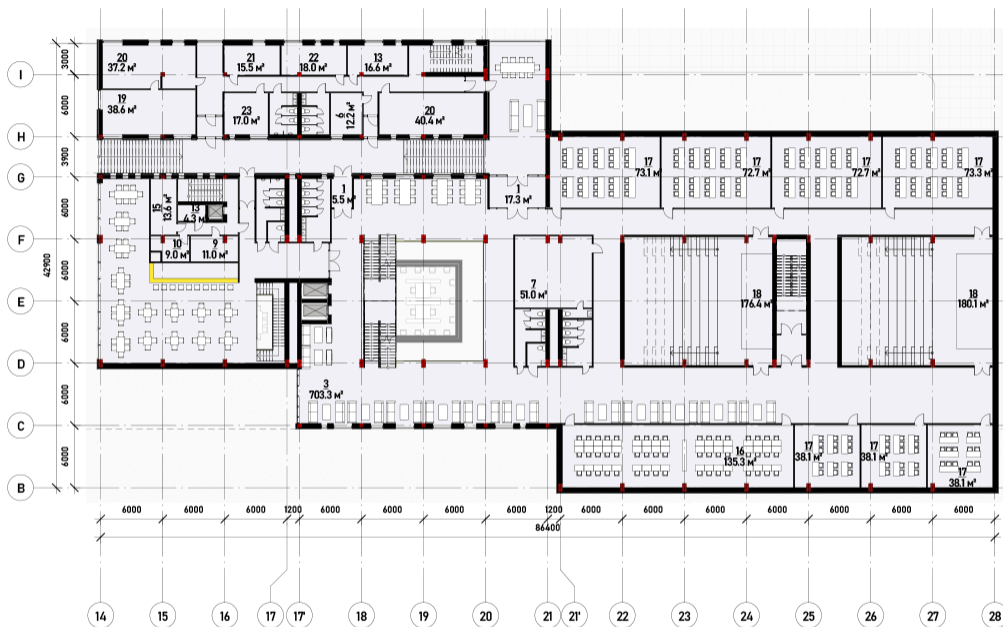 20
37.2 м²
21
15.5 м²
22
18.0 м²
13
16.6 м²
3000
I
19
38.6 м²
23
17.0 м²
6
12.2 м²
20
40.4 м²
6000
H
3900
17
73.1 м²
17
72.7 м²
17
72.7 м²
17
73.3 м²
G
15
13.6 м²
4.3 м²
1
5.5 м²
1
17.3 м²
6000
F
10
9.0 м²
9
11.0 м²
42900
6000
7
51.0 м²
18
176.4 м²
18
180.1 м²
E
6000
D
3
703.3 м²
6000
C
16
135.3 м²
17
38.1 м²
17
38.1 м²
17
38.1 м²
6000
B
6000 6000 6000 1200 6000 6000 6000 6000 1200 6000 6000 6000 6000 6000 6000 6000
86400
14 15 16 17 17' 18 19 20 21 21' 22 23 24 25 26 27 28